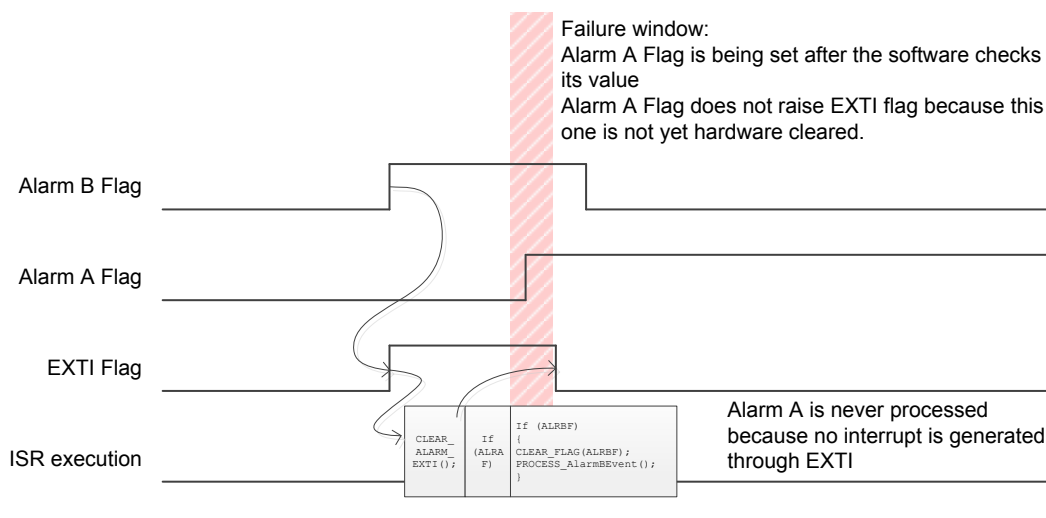 Failure window:
Alarm A Flag is being set after the software checks
its value
Alarm A Flag does not raise EXTI flag because this
one is not yet hardware cleared.
Alarm B Flag
Alarm A Flag
EXTI Flag
ISR execution
CLEAR_
ALARM_
EXTI();
If
(ALRA
F)
If (ALRBF)
{
CLEAR_FLAG(ALRBF);
PROCESS_AlarmBEvent();
}
Alarm A is never processed
because no interrupt is generated
through EXTI